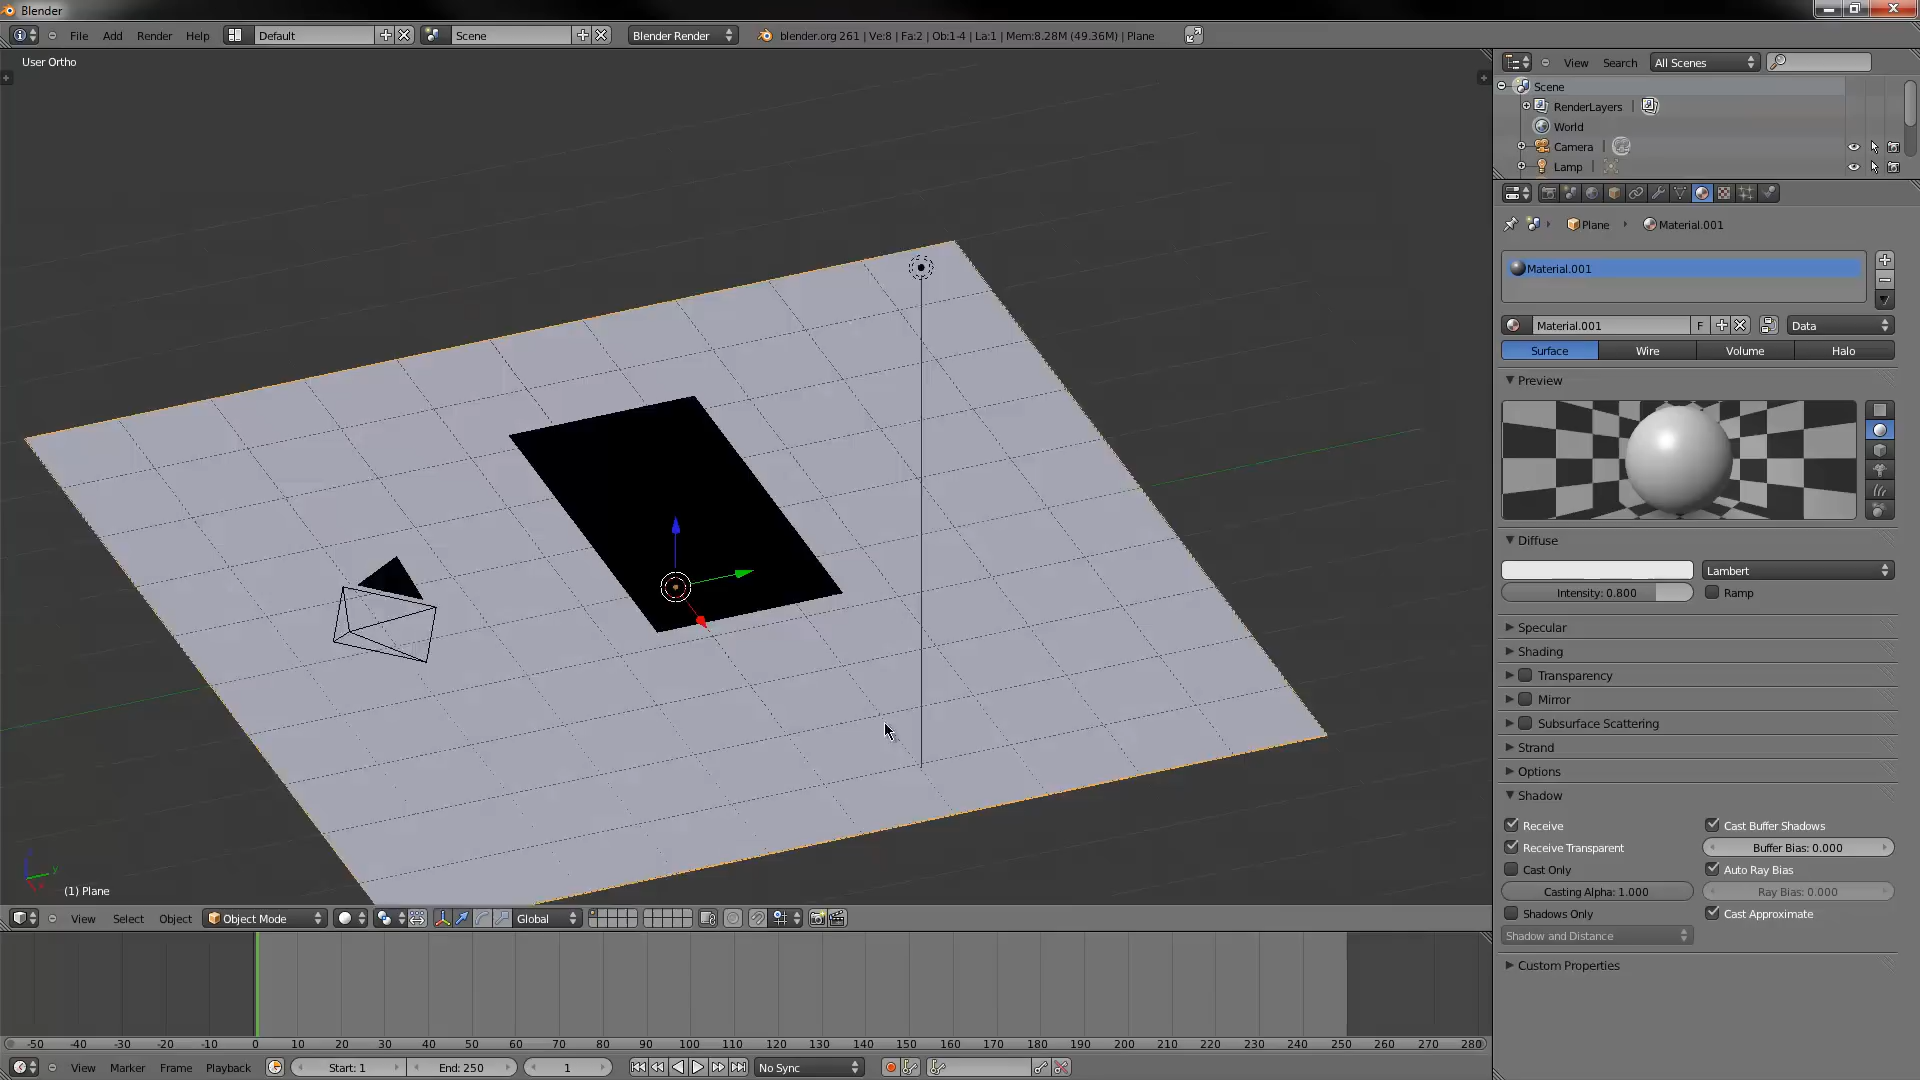 Blender
File Add Render Help Default Scene Blender Render blender.org 261 | Ve:8 | Fa:2 | Ob:1-4 | La:1 | Mem:8.28M (49.36M) | Plane
User Ortho
View Search All Scenes
Scene
RenderLayers
World
Camera
Lamp
Plane Material.001
Material.001
Material.001 F Data
Surface Wire Volume Halo
Preview
Diffuse
Lambert
Intensity: 0.800 Ramp
Specular
Shading
Transparency
Mirror
Subsurface Scattering
Strand
Options
Shadow
Receive Cast Buffer Shadows
Receive Transparent Buffer Bias: 0.000
Cast Only Auto Ray Bias
Casting Alpha: 1.000 Ray Bias: 0.000
Shadows Only Cast Approximate
Shadow and Distance
Custom Properties
y
x
(1) Plane
View Select Object Object Mode Global
-50 -40 -30 -20 -10 0 10 20 30 40 50 60 70 80 90 100 110 120 130 140 150 160 170 180 190 200 210 220 230 240 250 260 270 280
View Marker Frame Playback Start: 1 End: 250 1 No Sync